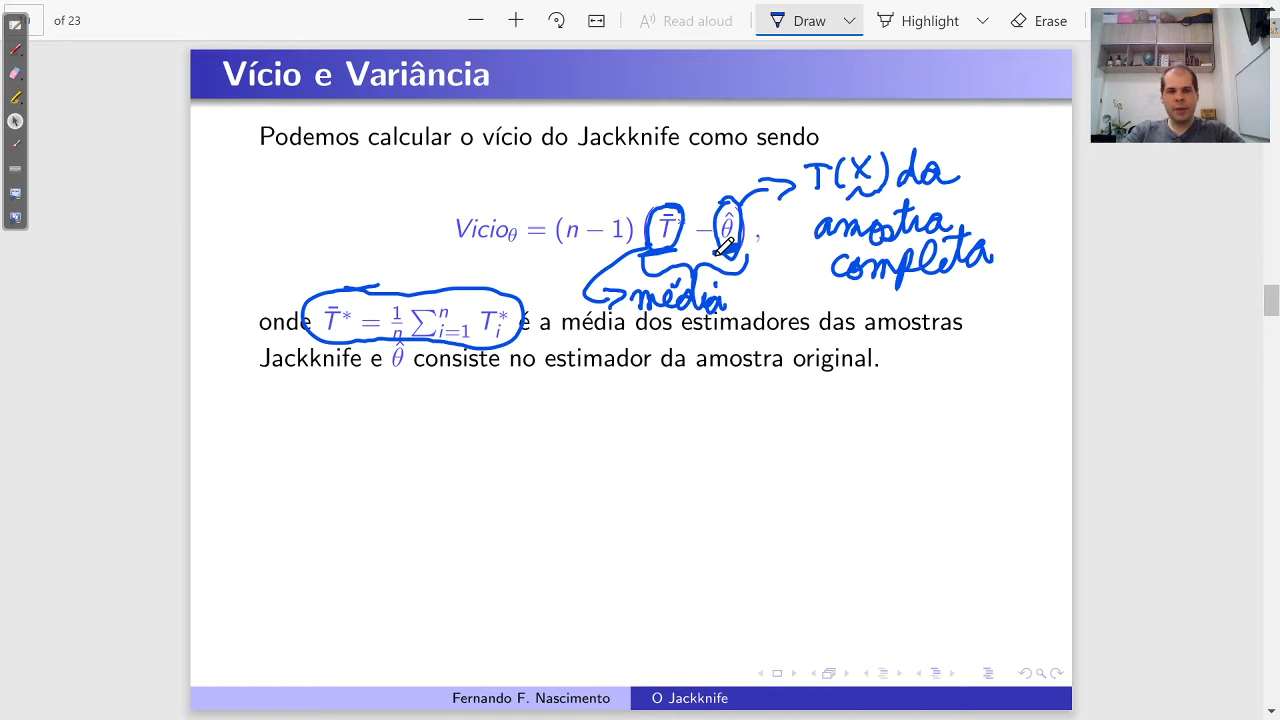 of 23
Read aloud
Draw
Highlight
Erase
Vício e Variância
Podemos calcular o vício do Jackknife como sendo
T(X) da
amostra
completa
Vicio_θ = (n − 1) (T̄* − θ̂),
média
onde T̄* = 1/n ∑ⁿᵢ₌₁ Tᵢ* é a média dos estimadores das amostras
Jackknife e θ̂ consiste no estimador da amostra original.
Fernando F. Nascimento
O Jackknife